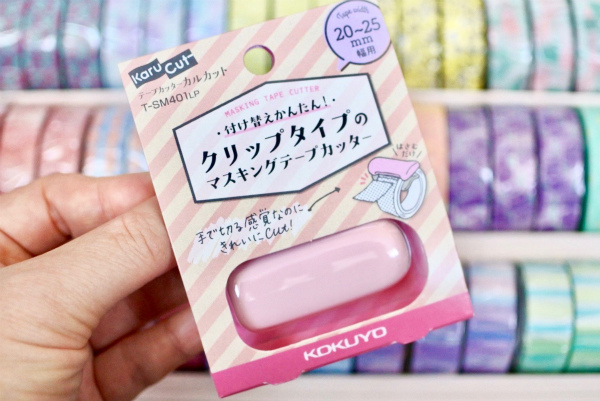 Karu Cut
テープカッターカルカット
T-SM401LP
Tape width
20~25
mm
幅用
MASKING TAPE CUTTER
・付け替えかんたん!・
クリップタイプの
マスキングテープカッター
はさむ
だけ!
手で切る感覚なのに
きれいにcut!
KOKUYO